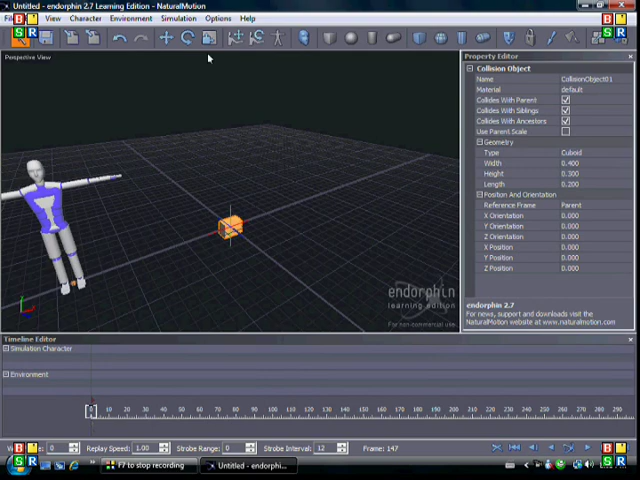 Untitled - endorphin 2.7 Learning Edition - NaturalMotion
View Character Environment Simulation Options Help
B
S R
B
S R
Perspective View
Property Editor
Collision Object
Name CollisionObject01
Material default
Collides With Parent
Collides With Siblings
Collides With Ancestors
Use Parent Scale
Geometry
Type Cuboid
Width 0.400
Height 0.300
Length 0.200
Position And Orientation
Reference Frame Parent
X Orientation 0.000
Y Orientation 0.000
Z Orientation 0.000
X Position 0.000
Y Position 0.000
Z Position 0.000
endorphin
learning edition
For non-commercial use
endorphin 2.7
For news, support and downloads visit the
NaturalMotion website at www.naturalmotion.com
Timeline Editor
Simulation Character
Environment
0 10 20 30 40 50 60 70 80 90 100 110 120 130 140 150 160 170 180 190 200 210 220 230 240 250 260 270 280 290
0 Replay Speed: 1.00 Strobe Range: 0 Strobe Interval: 12 Frame: 147
B
S R
F7 to stop recording
Untitled - endorphi...
B
S R